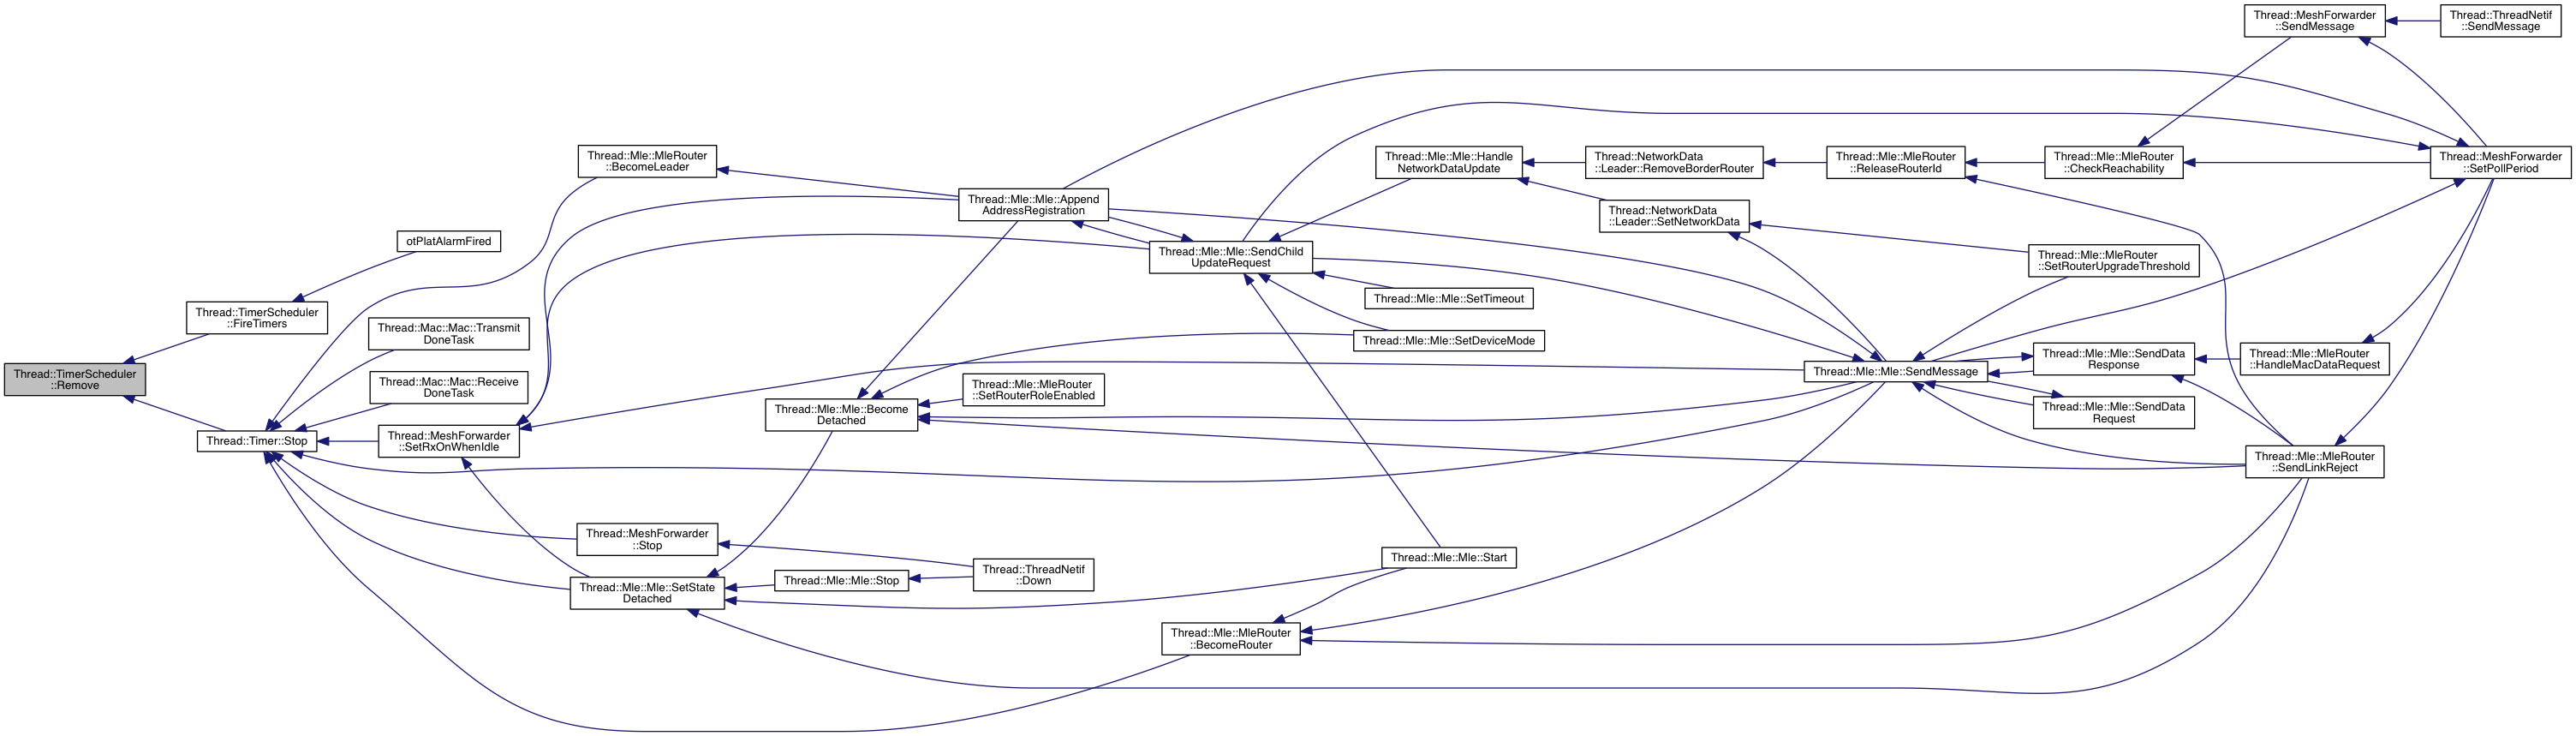 Thread::TimerScheduler
::Remove
Thread::TimerScheduler
::FireTimers
otPlatAlarmFired
Thread::Timer::Stop
Thread::Mac::Mac::Transmit
DoneTask
Thread::Mac::Mac::Receive
DoneTask
Thread::MeshForwarder
::SetRxOnWhenIdle
Thread::Mle::MleRouter
::BecomeLeader
Thread::MeshForwarder
::Stop
Thread::Mle::Mle::SetState
Detached
Thread::Mle::Mle::Become
Detached
Thread::Mle::Mle::Stop
Thread::Mle::Mle::Append
AddressRegistration
Thread::Mle::MleRouter
::SetRouterRoleEnabled
Thread::ThreadNetif
::Down
Thread::Mle::Mle::SendChild
UpdateRequest
Thread::Mle::MleRouter
::BecomeRouter
Thread::Mle::Mle::Handle
NetworkDataUpdate
Thread::Mle::Mle::SetTimeout
Thread::Mle::Mle::SetDeviceMode
Thread::Mle::Mle::Start
Thread::NetworkData
::Leader::RemoveBorderRouter
Thread::NetworkData
::Leader::SetNetworkData
Thread::Mle::Mle::SendMessage
Thread::Mle::MleRouter
::ReleaseRouterId
Thread::Mle::MleRouter
::SetRouterUpgradeThreshold
Thread::Mle::Mle::SendData
Response
Thread::Mle::Mle::SendData
Request
Thread::Mle::MleRouter
::CheckReachability
Thread::MeshForwarder
::SendMessage
Thread::Mle::MleRouter
::HandleMacDataRequest
Thread::Mle::MleRouter
::SendLinkReject
Thread::ThreadNetif
::SendMessage
Thread::MeshForwarder
::SetPollPeriod